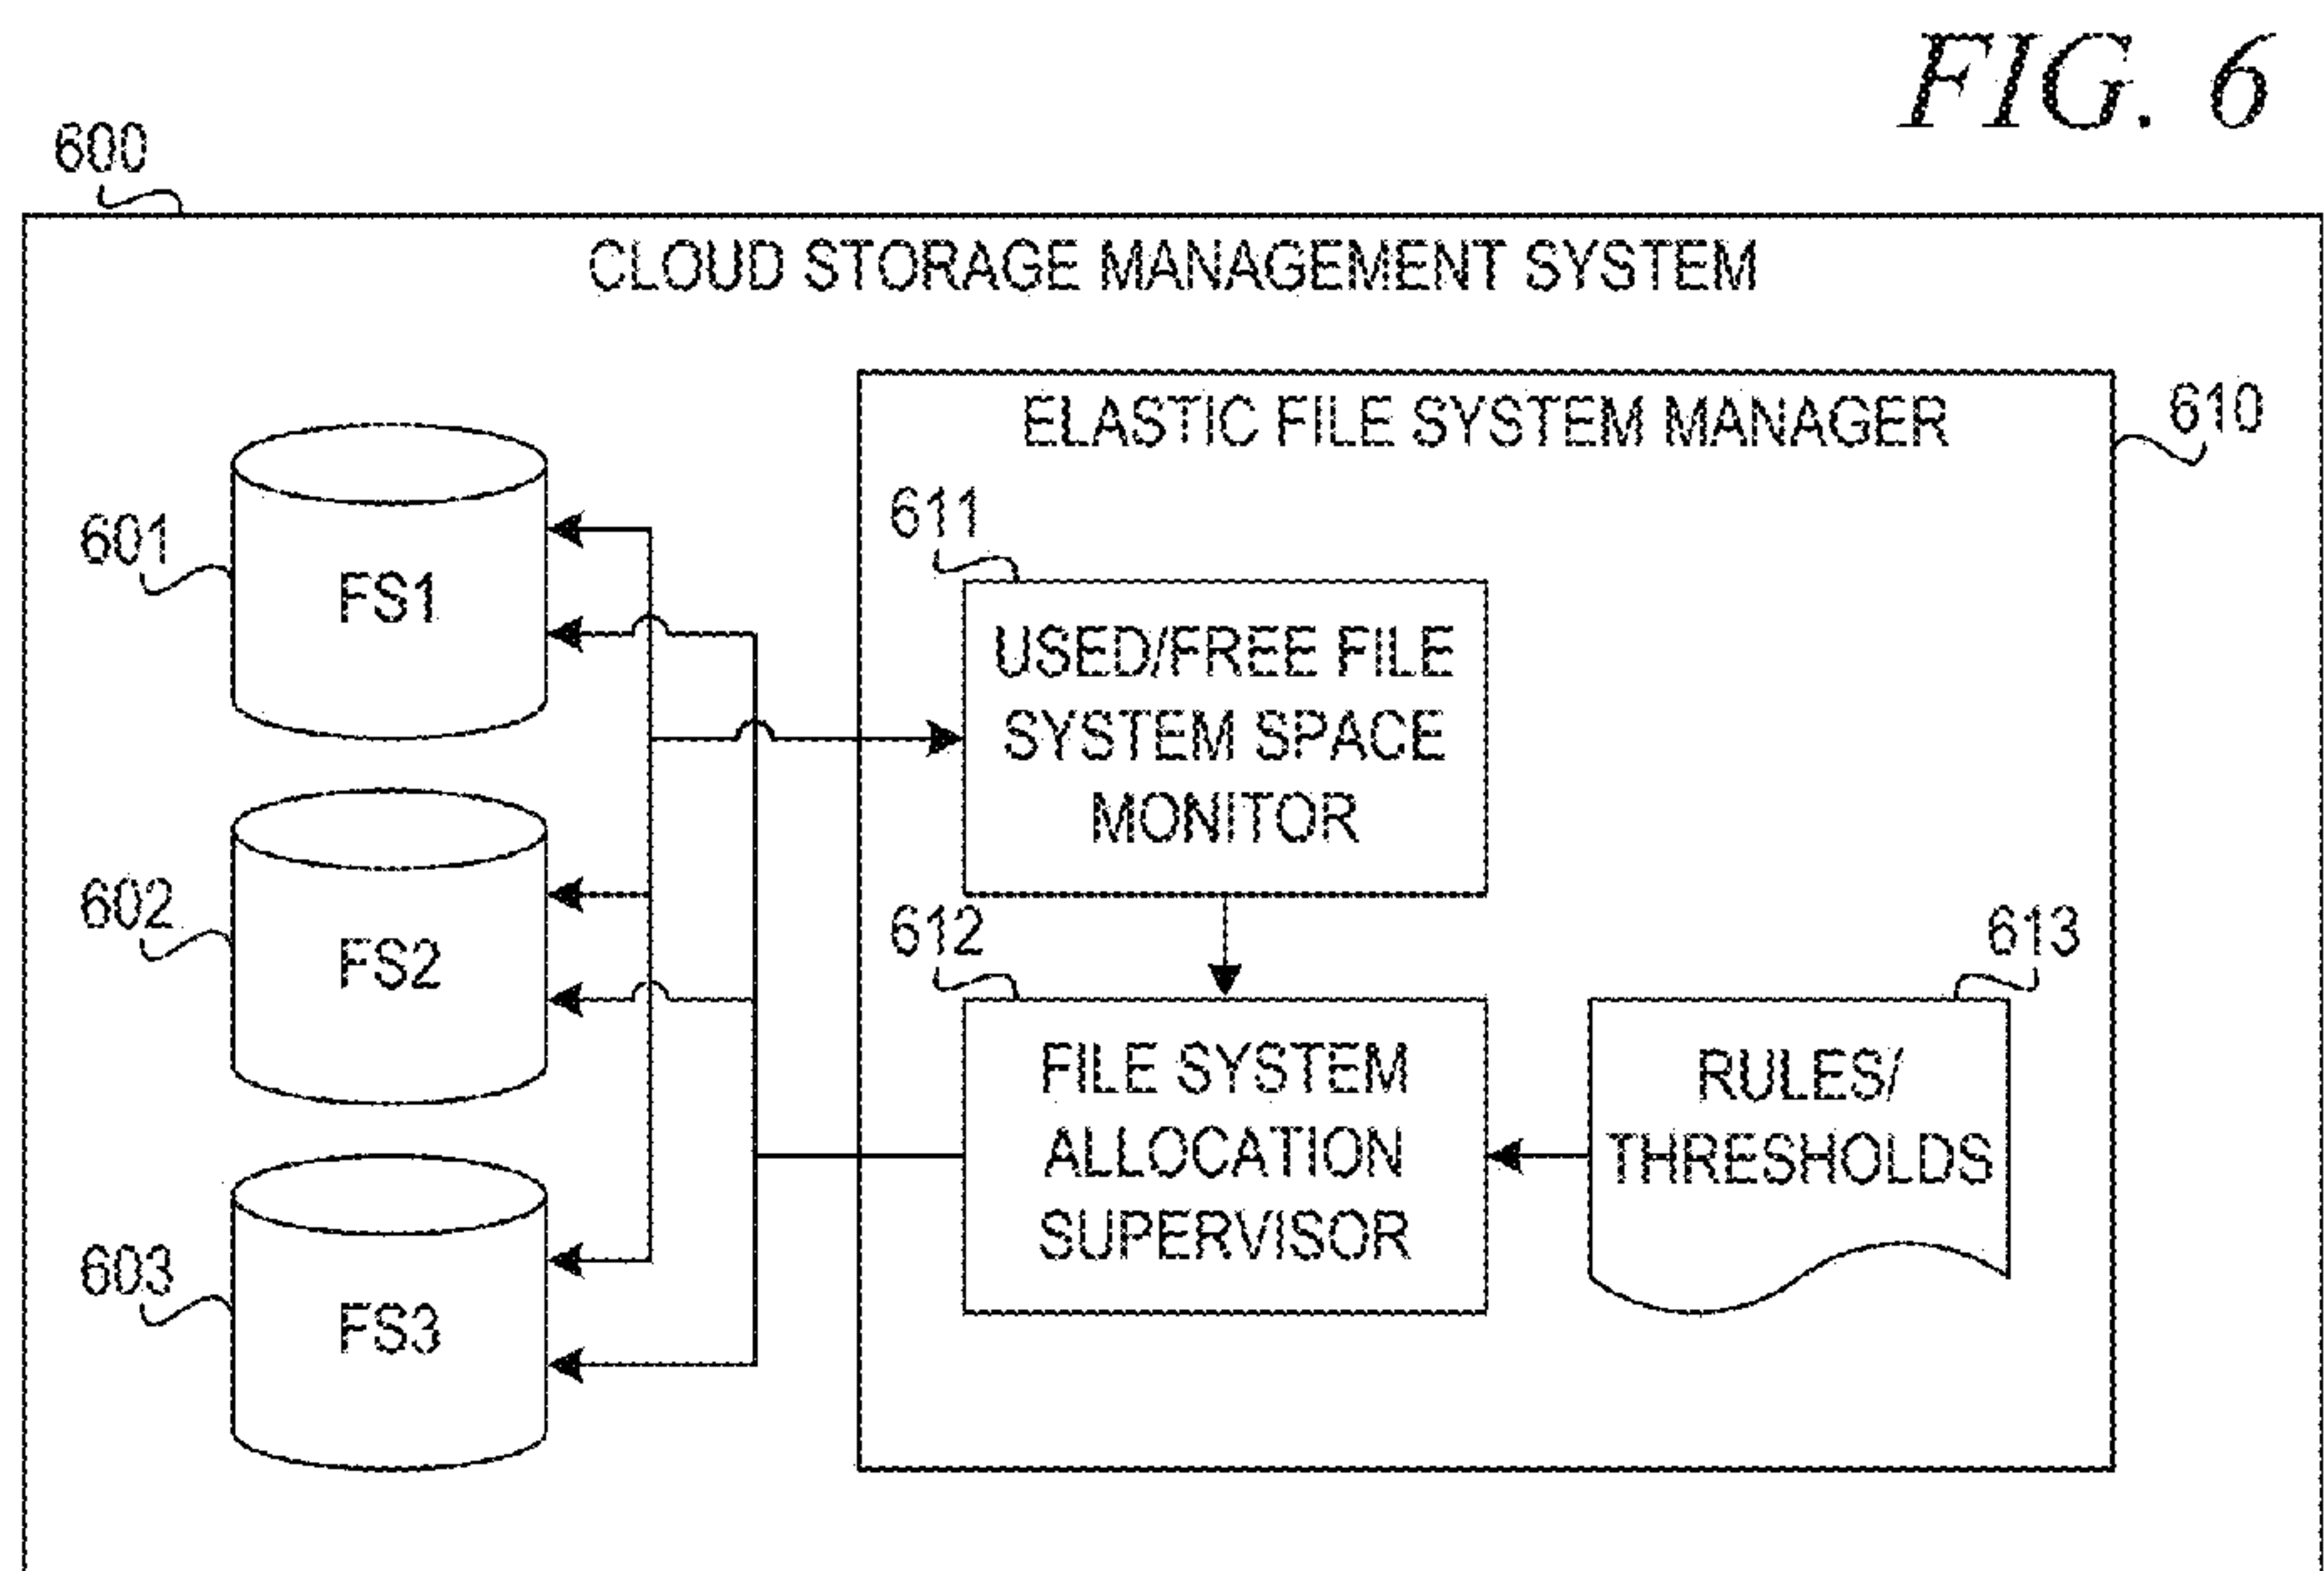 FIG. 6
600
CLOUD STORAGE MANAGEMENT SYSTEM
ELASTIC FILE SYSTEM MANAGER
610
601
FS1
611
USED/FREE FILE
SYSTEM SPACE
MONITOR
602
FS2
612
FILE SYSTEM
ALLOCATION
SUPERVISOR
613
RULES/
THRESHOLDS
603
FS3